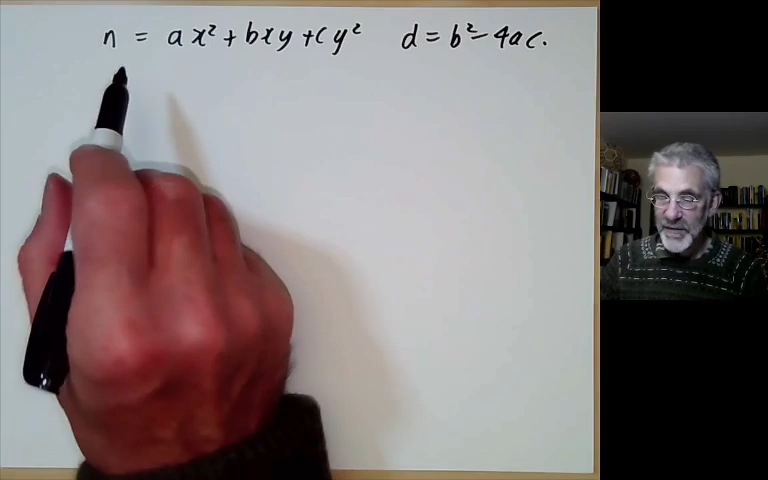 n = ax² + bxy + cy² d = b² - 4ac.